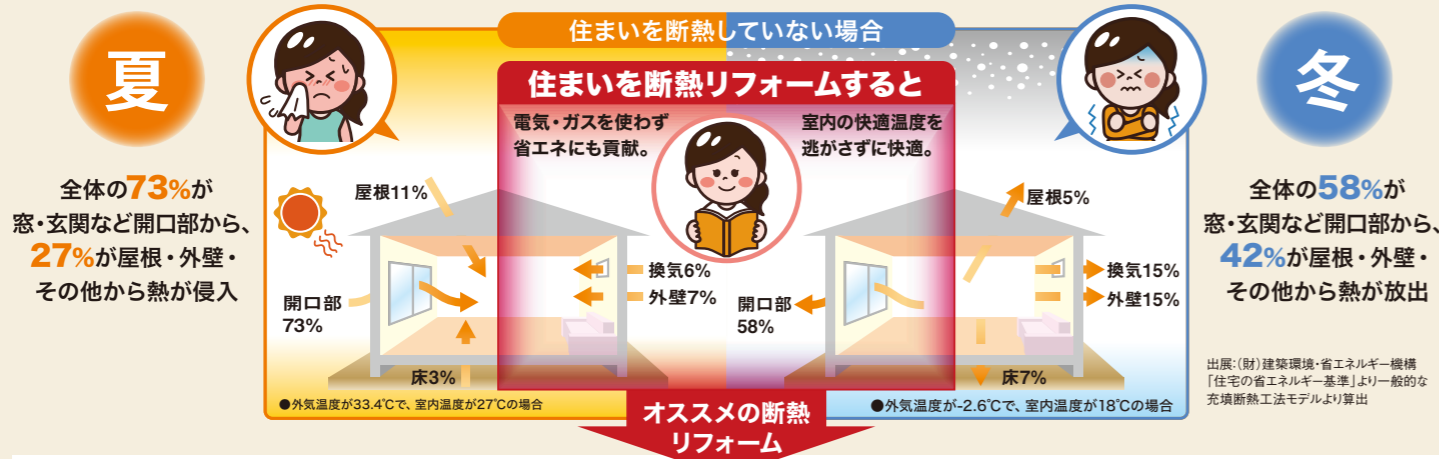 夏
全体の73%が
窓・玄関など開口部から、
27%が屋根・外壁・
その他から熱が侵入
住まいを断熱していない場合
住まいを断熱リフォームすると
電気・ガスを使わず
省エネにも貢献。
室内の快適温度を
逃がさずに快適。
屋根11%
換気6%
外壁7%
開口部
73%
床3%
●外気温度が33.4℃で、室内温度が27℃の場合
屋根5%
換気15%
外壁15%
開口部
58%
床7%
●外気温度が-2.6℃で、室内温度が18℃の場合
オススメの断熱
リフォーム
冬
全体の58%が
窓・玄関など開口部から、
42%が屋根・外壁・
その他から熱が放出
出展:(財)建築環境・省エネルギー機構
「住宅の省エネルギー基準」より一般的な
充填断熱工法モデルより算出